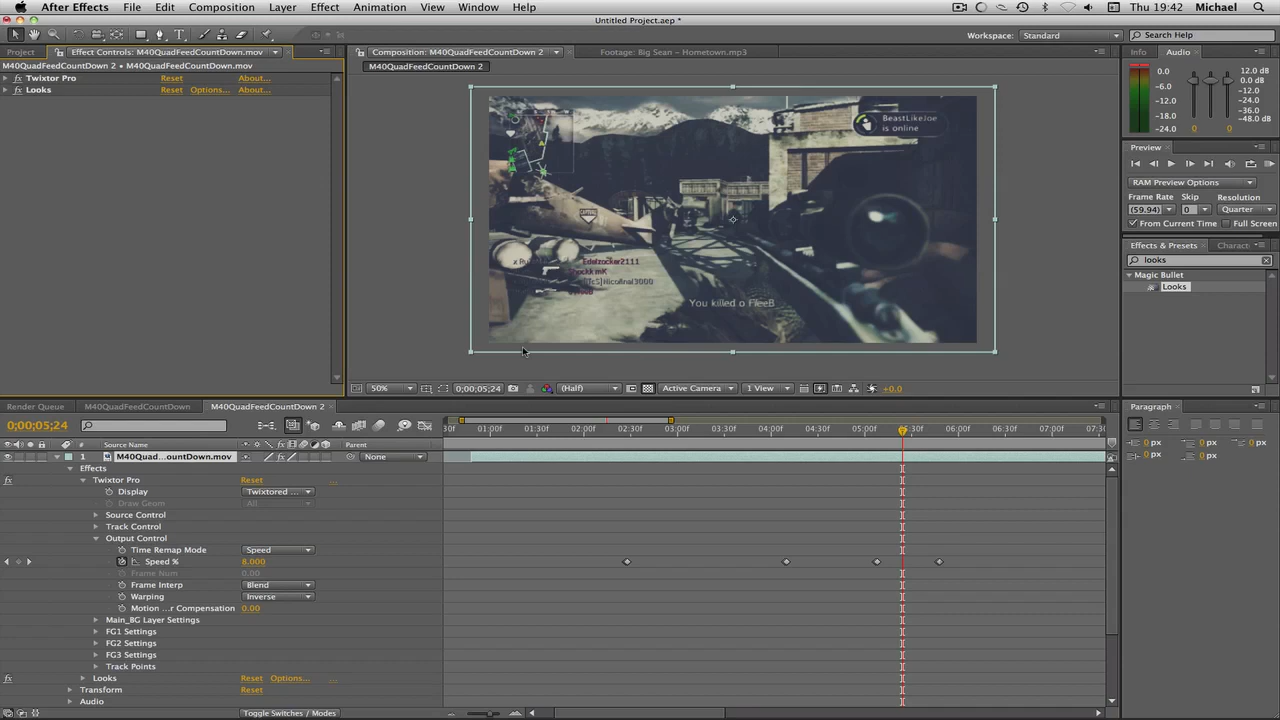 After Effects File Edit Composition Layer Effect Animation View Window Help Thu 19:42 Michael
Untitled Project.aep *
Workspace: Standard Search Help
Project Effect Controls: M40QuadFeedCountDown.mov
Composition: M40QuadFeedCountDown 2 Footage: Big Sean – Hometown.mp3
Info Audio
M40QuadFeedCountDown 2 • M40QuadFeedCountDown.mov
M40QuadFeedCountDown 2
Twixtor Pro Reset About...
Looks Reset Options... About...
BeastLikeJoe
is online
CAPTURE
Edelzocker2111
You killed o FleeB
0.0 12.0 dB
-6.0 0.0 dB
-12.0 -24.0 dB
-18.0 -36.0 dB
-24.0 -48.0 dB
0 0
Preview
RAM Preview Options
Frame Rate Skip Resolution
(59.94) 0 Quarter
From Current Time Full Screen
Effects & Presets Charact
looks
Magic Bullet
Looks
50% 0;00;05;24 (Half) Active Camera 1 View +0.0
Render Queue M40QuadFeedCountDown M40QuadFeedCountDown 2
Paragraph
0;00;05;24
:30f 01:00f 01:30f 02:00f 02:30f 03:00f 03:30f 04:00f 04:30f 05:00f 05:30f 06:00f 06:30f 07:00f 07:30
# Source Name Parent
1 M40Quad...ountDown.mov None
Effects
Twixtor Pro Reset ...
Display Twixtored ...
Draw Geom All
Source Control
Track Control
Output Control
Time Remap Mode Speed
Speed % 8.000
Frame Num 0.00
Frame Interp Blend
Warping Inverse
Motion ...r Compensation 0.00
Main_BG Layer Settings
FG1 Settings
FG2 Settings
FG3 Settings
Track Points
Looks Reset Options... ...
Transform Reset
Audio
Toggle Switches / Modes
0 px 0 px 0 px
0 px 0 px